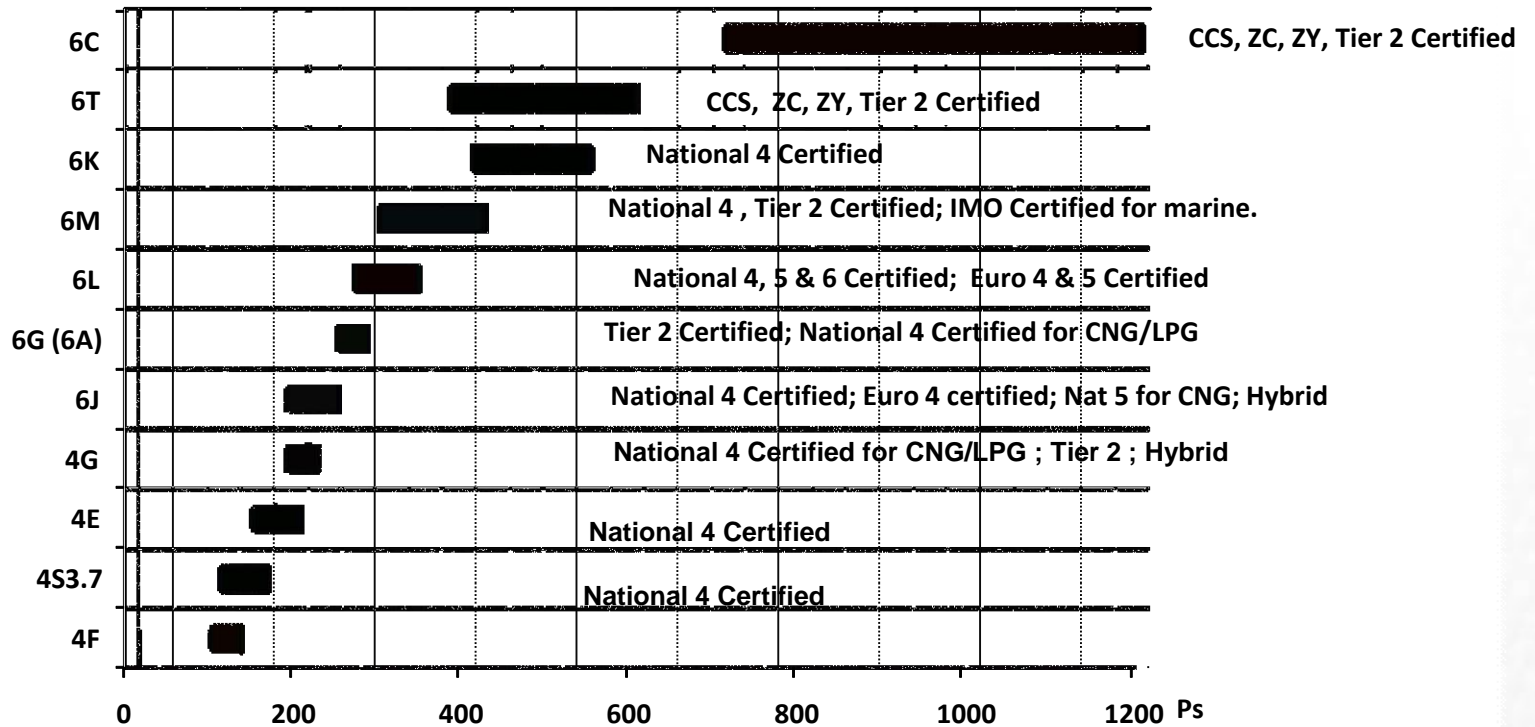 6C CCS, ZC, ZY, Tier 2 Certified
6T CCS, ZC, ZY, Tier 2 Certified
6K National 4 Certified
6M National 4 , Tier 2 Certified; IMO Certified for marine.
6L National 4, 5 & 6 Certified; Euro 4 & 5 Certified
6G (6A) Tier 2 Certified; National 4 Certified for CNG/LPG
6J National 4 Certified; Euro 4 certified; Nat 5 for CNG; Hybrid
4G National 4 Certified for CNG/LPG ; Tier 2 ; Hybrid
4E National 4 Certified
4S3.7 National 4 Certified
4F
0 200 400 600 800 1000 1200 Ps